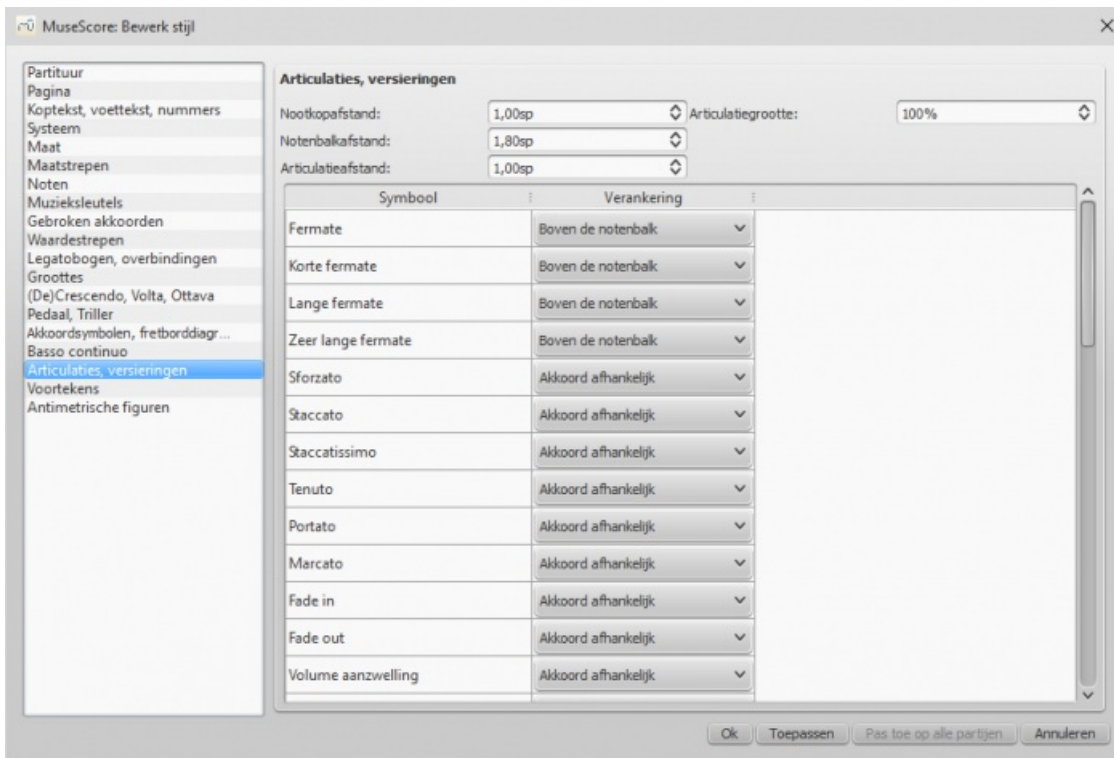 MuseScore: Bewerk stijl
Partituur
Pagina
Koptekst, voettekst, nummers
Systeem
Maat
Maatstrepen
Noten
Muzieksleutels
Gebroken akkoorden
Waardestrepen
Legatobogen, overbindingen
Groottes
(De)Crescendo, Volta, Ottava
Pedaal, Triller
Akkoordsymbolen, fretborddiagr...
Basso continuo
Articulaties, versieringen
Voortekens
Antimetrische figuren
Articulaties, versieringen
Nootkopafstand: 1,00sp Articulatiegrootte: 100%
Notenbalkafstand: 1,80sp
Articulatieafstand: 1,00sp
Symbool Verankering
Fermate Boven de notenbalk
Korte fermate Boven de notenbalk
Lange fermate Boven de notenbalk
Zeer lange fermate Boven de notenbalk
Sforzato Akkoord afhankelijk
Staccato Akkoord afhankelijk
Staccatissimo Akkoord afhankelijk
Tenuto Akkoord afhankelijk
Portato Akkoord afhankelijk
Marcato Akkoord afhankelijk
Fade in Akkoord afhankelijk
Fade out Akkoord afhankelijk
Volume aanzwelling Akkoord afhankelijk
Ok Toepassen Pas toe op alle partijen Annuleren